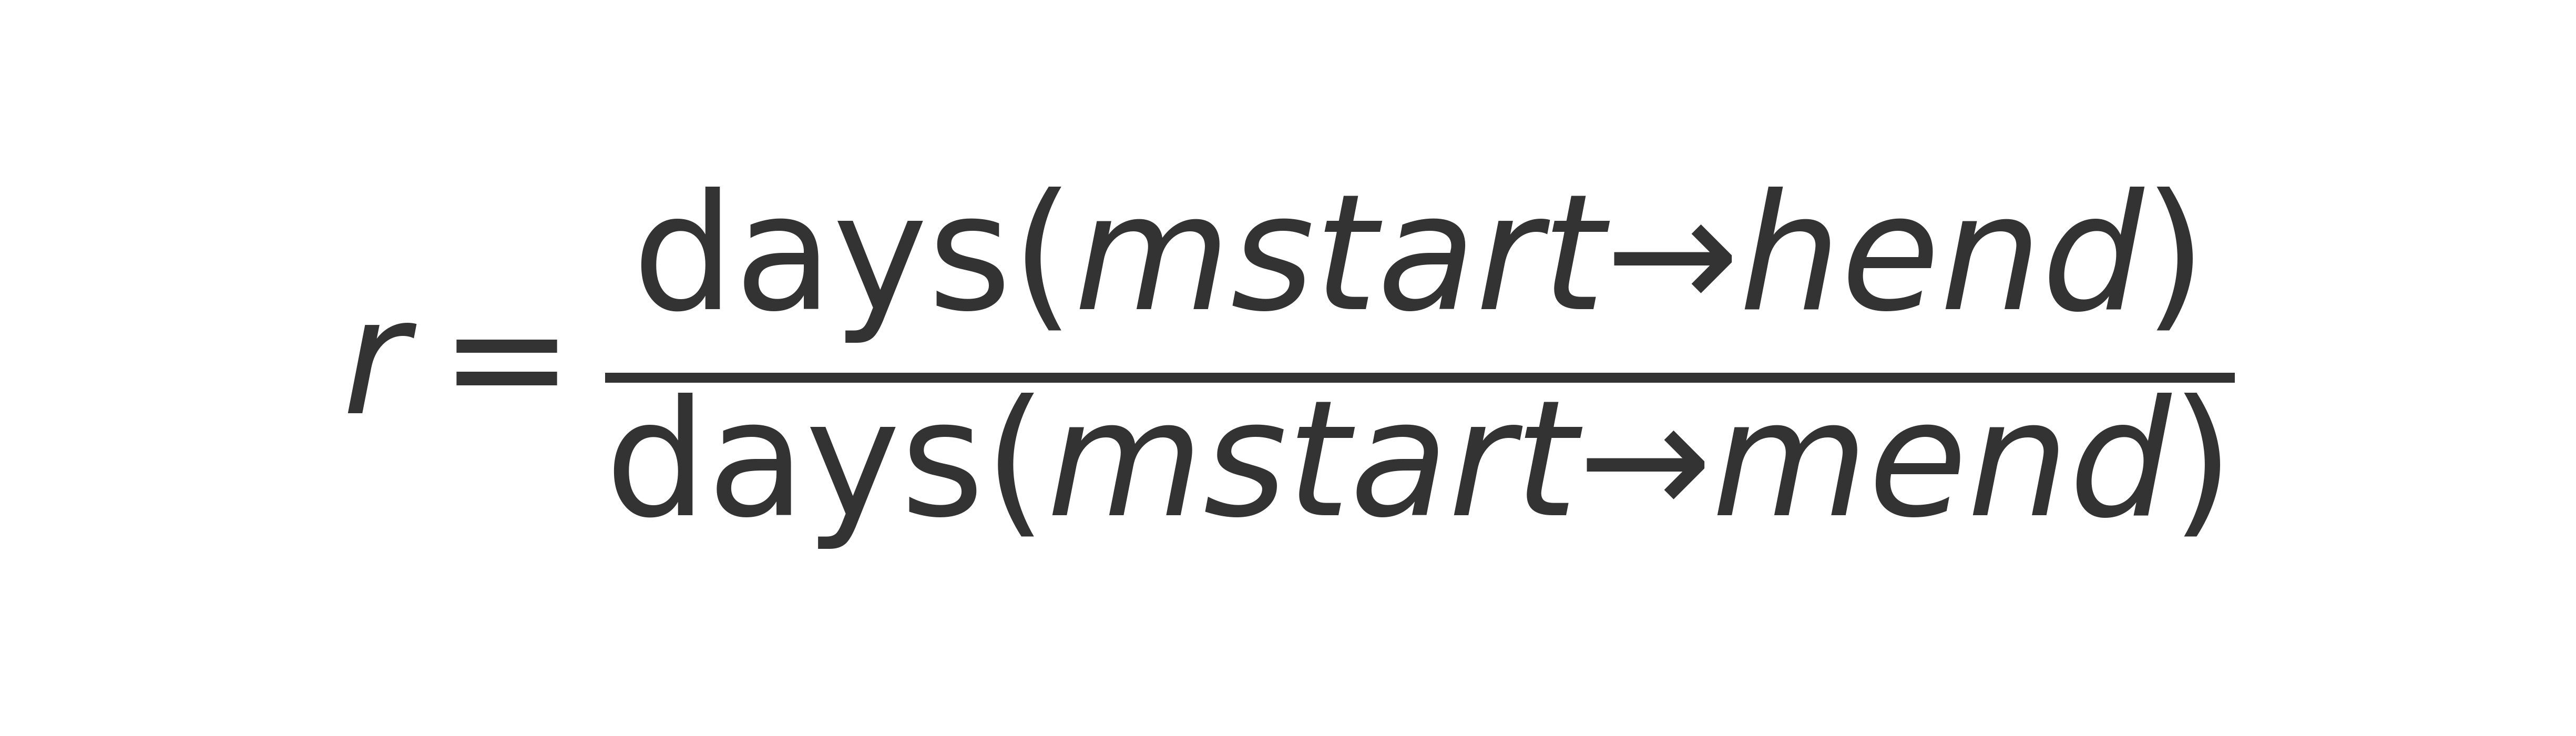 r = days(mstart→hend) / days(mstart→mend)